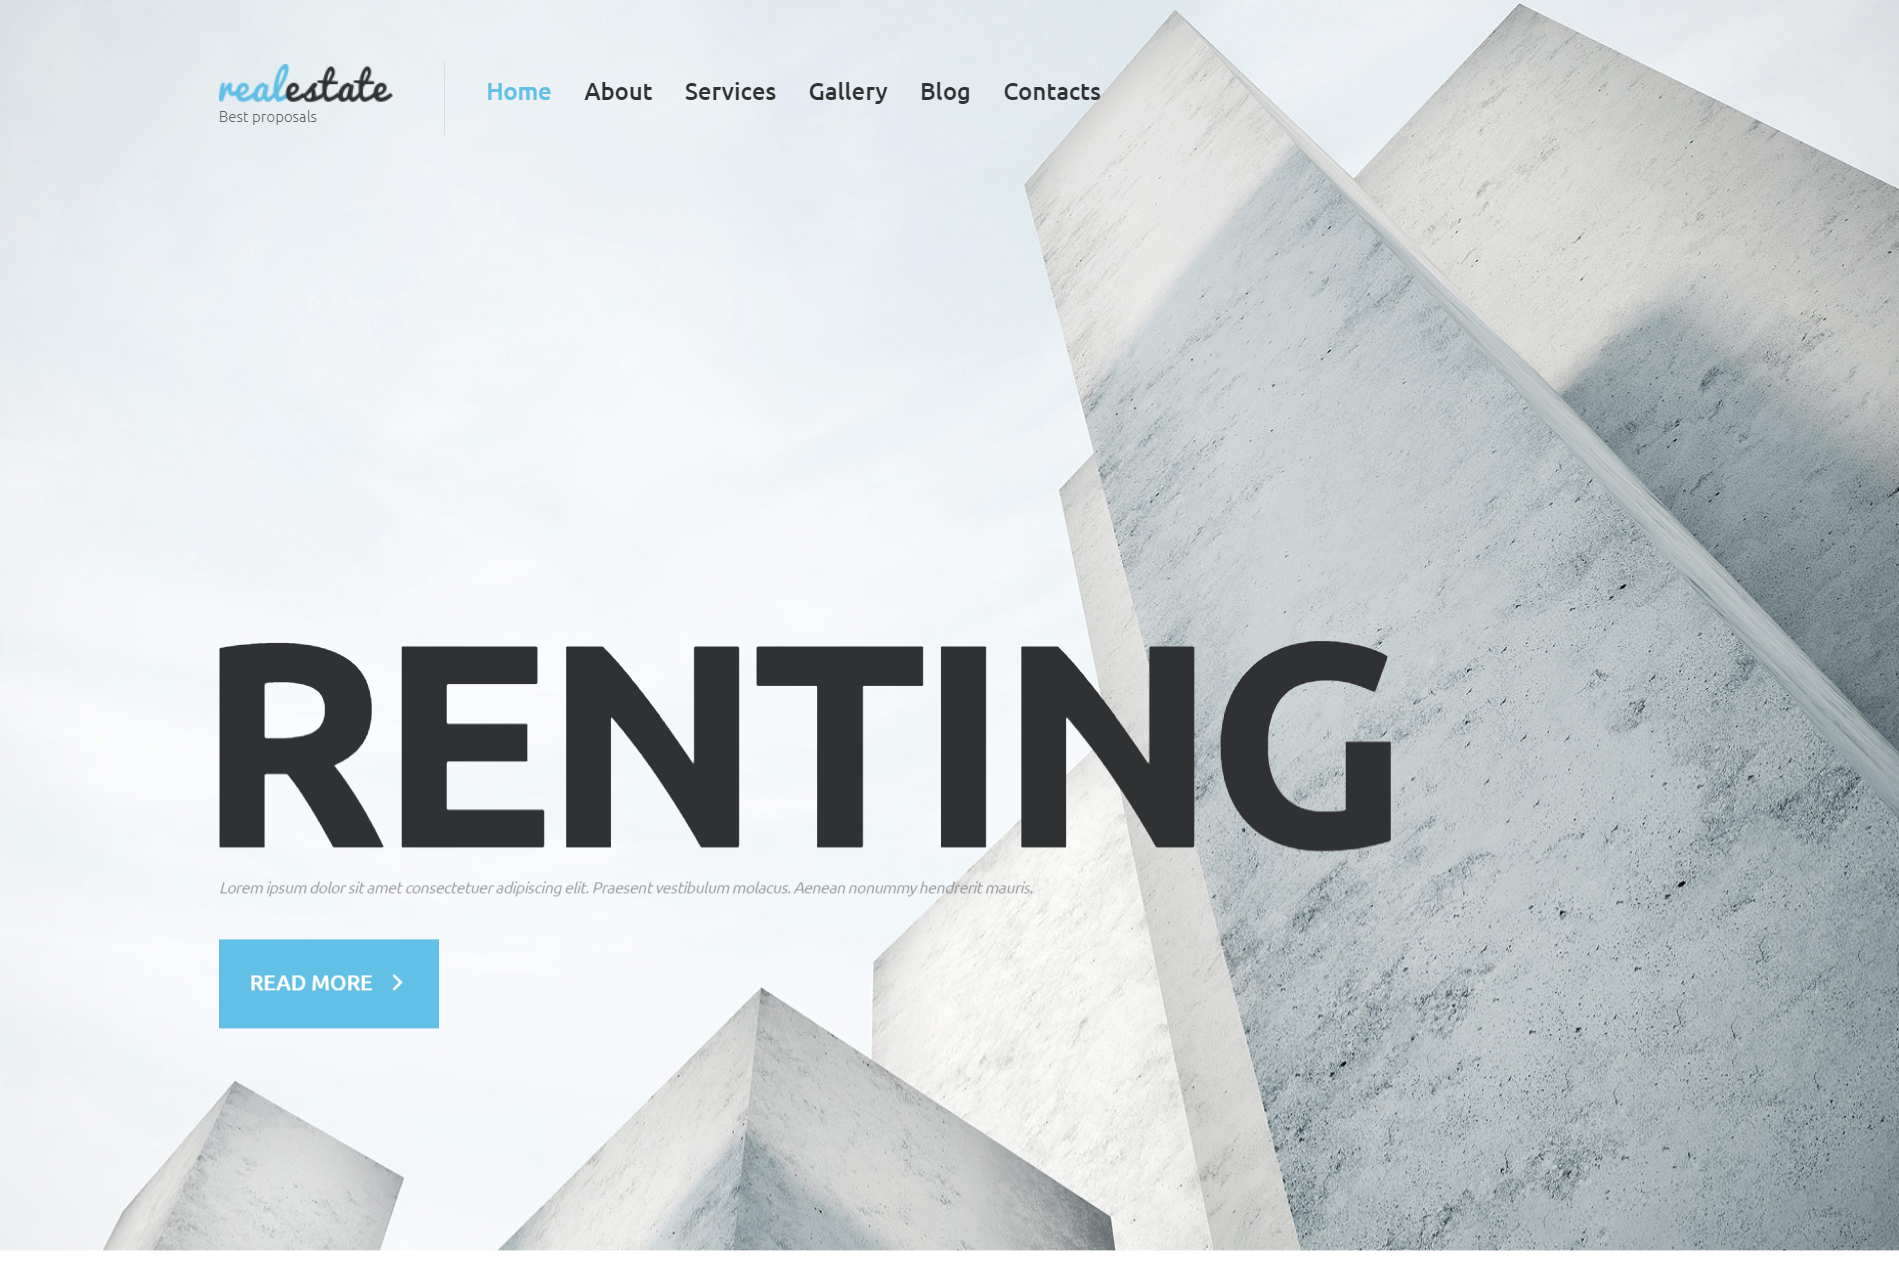 realestate
Best proposals
Home About Services Gallery Blog Contacts
RENTING
Lorem ipsum dolor sit amet consectetuer adipiscing elit. Praesent vestibulum molacus. Aenean nonummy hendrerit mauris.
READ MORE